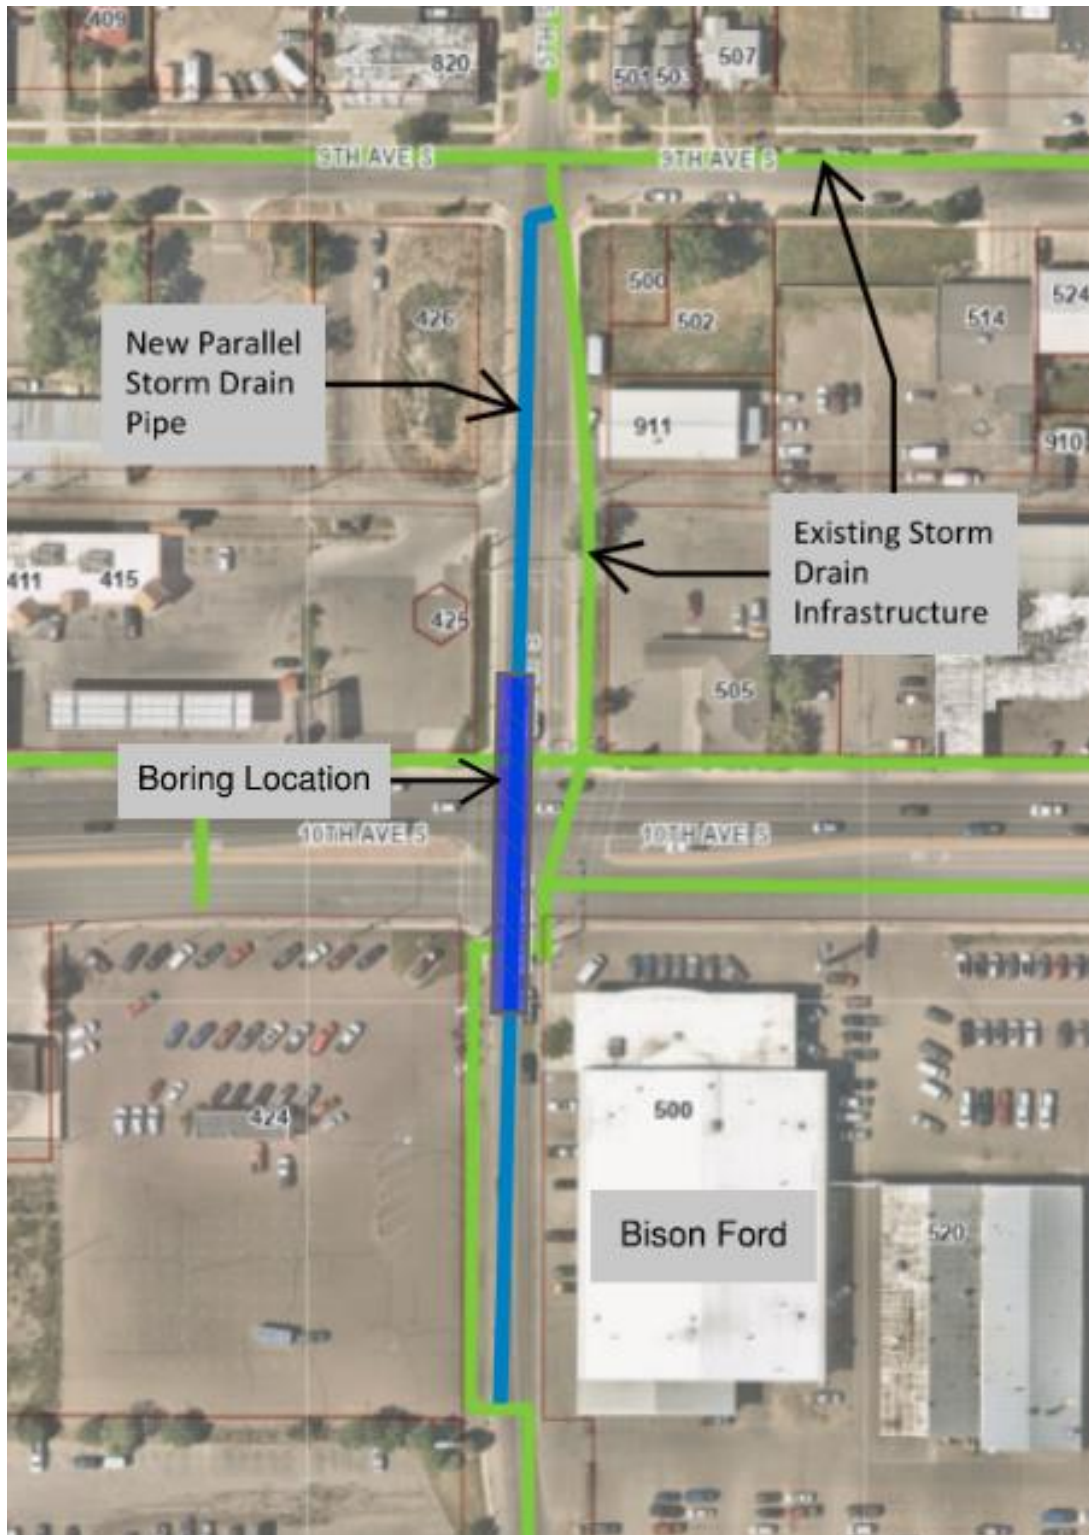 409
820
5TH
501 503
507
9TH AVE S
9TH AVE S
426
500
502
514
524
New Parallel
Storm Drain
Pipe
911
910
Existing Storm
Drain
Infrastructure
411
415
425
505
Boring Location
10TH AVE S
10TH AVE S
424
500
Bison Ford
520